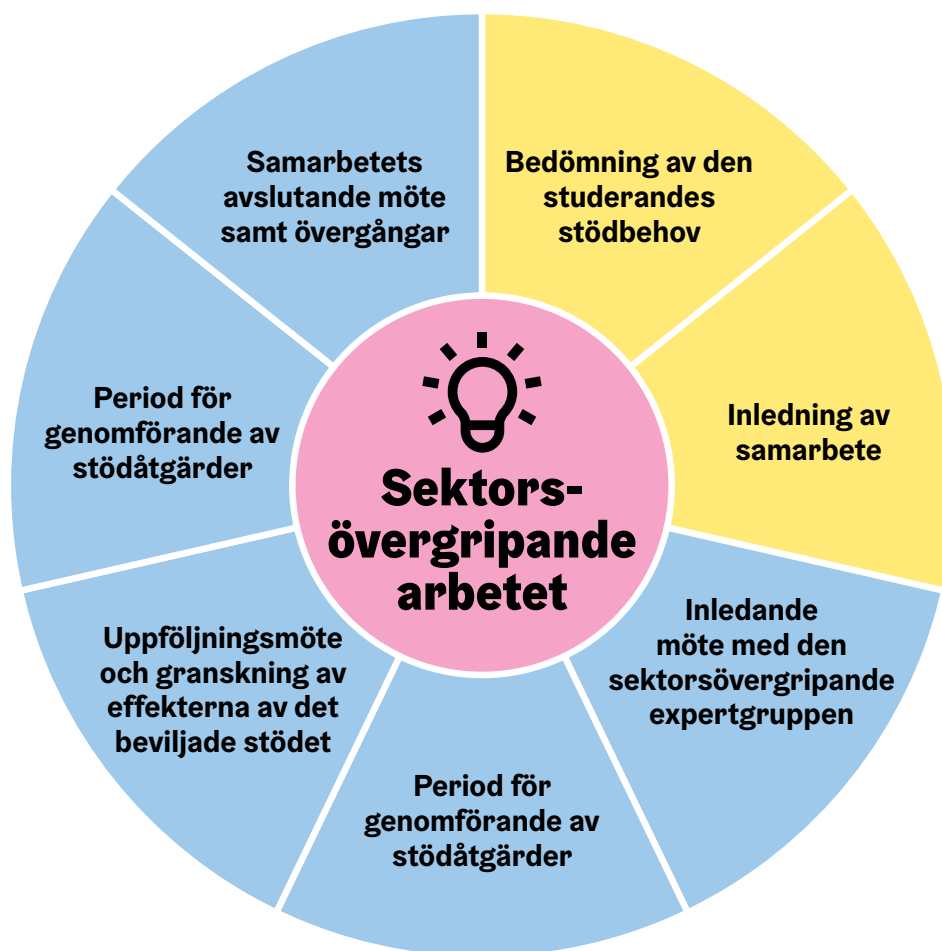 Bedömning av den
studerandes
stödbehov
Inledning av
samarbete
Inledande
möte med den
sektorsövergripande
expertgruppen
Period för
genomförande av
stödåtgärder
Uppföljningsmöte
och granskning av
effekterna av det
beviljade stödet
Period för
genomförande av
stödåtgärder
Samarbetets
avslutande möte
samt övergångar
Sektors-
övergripande
arbetet